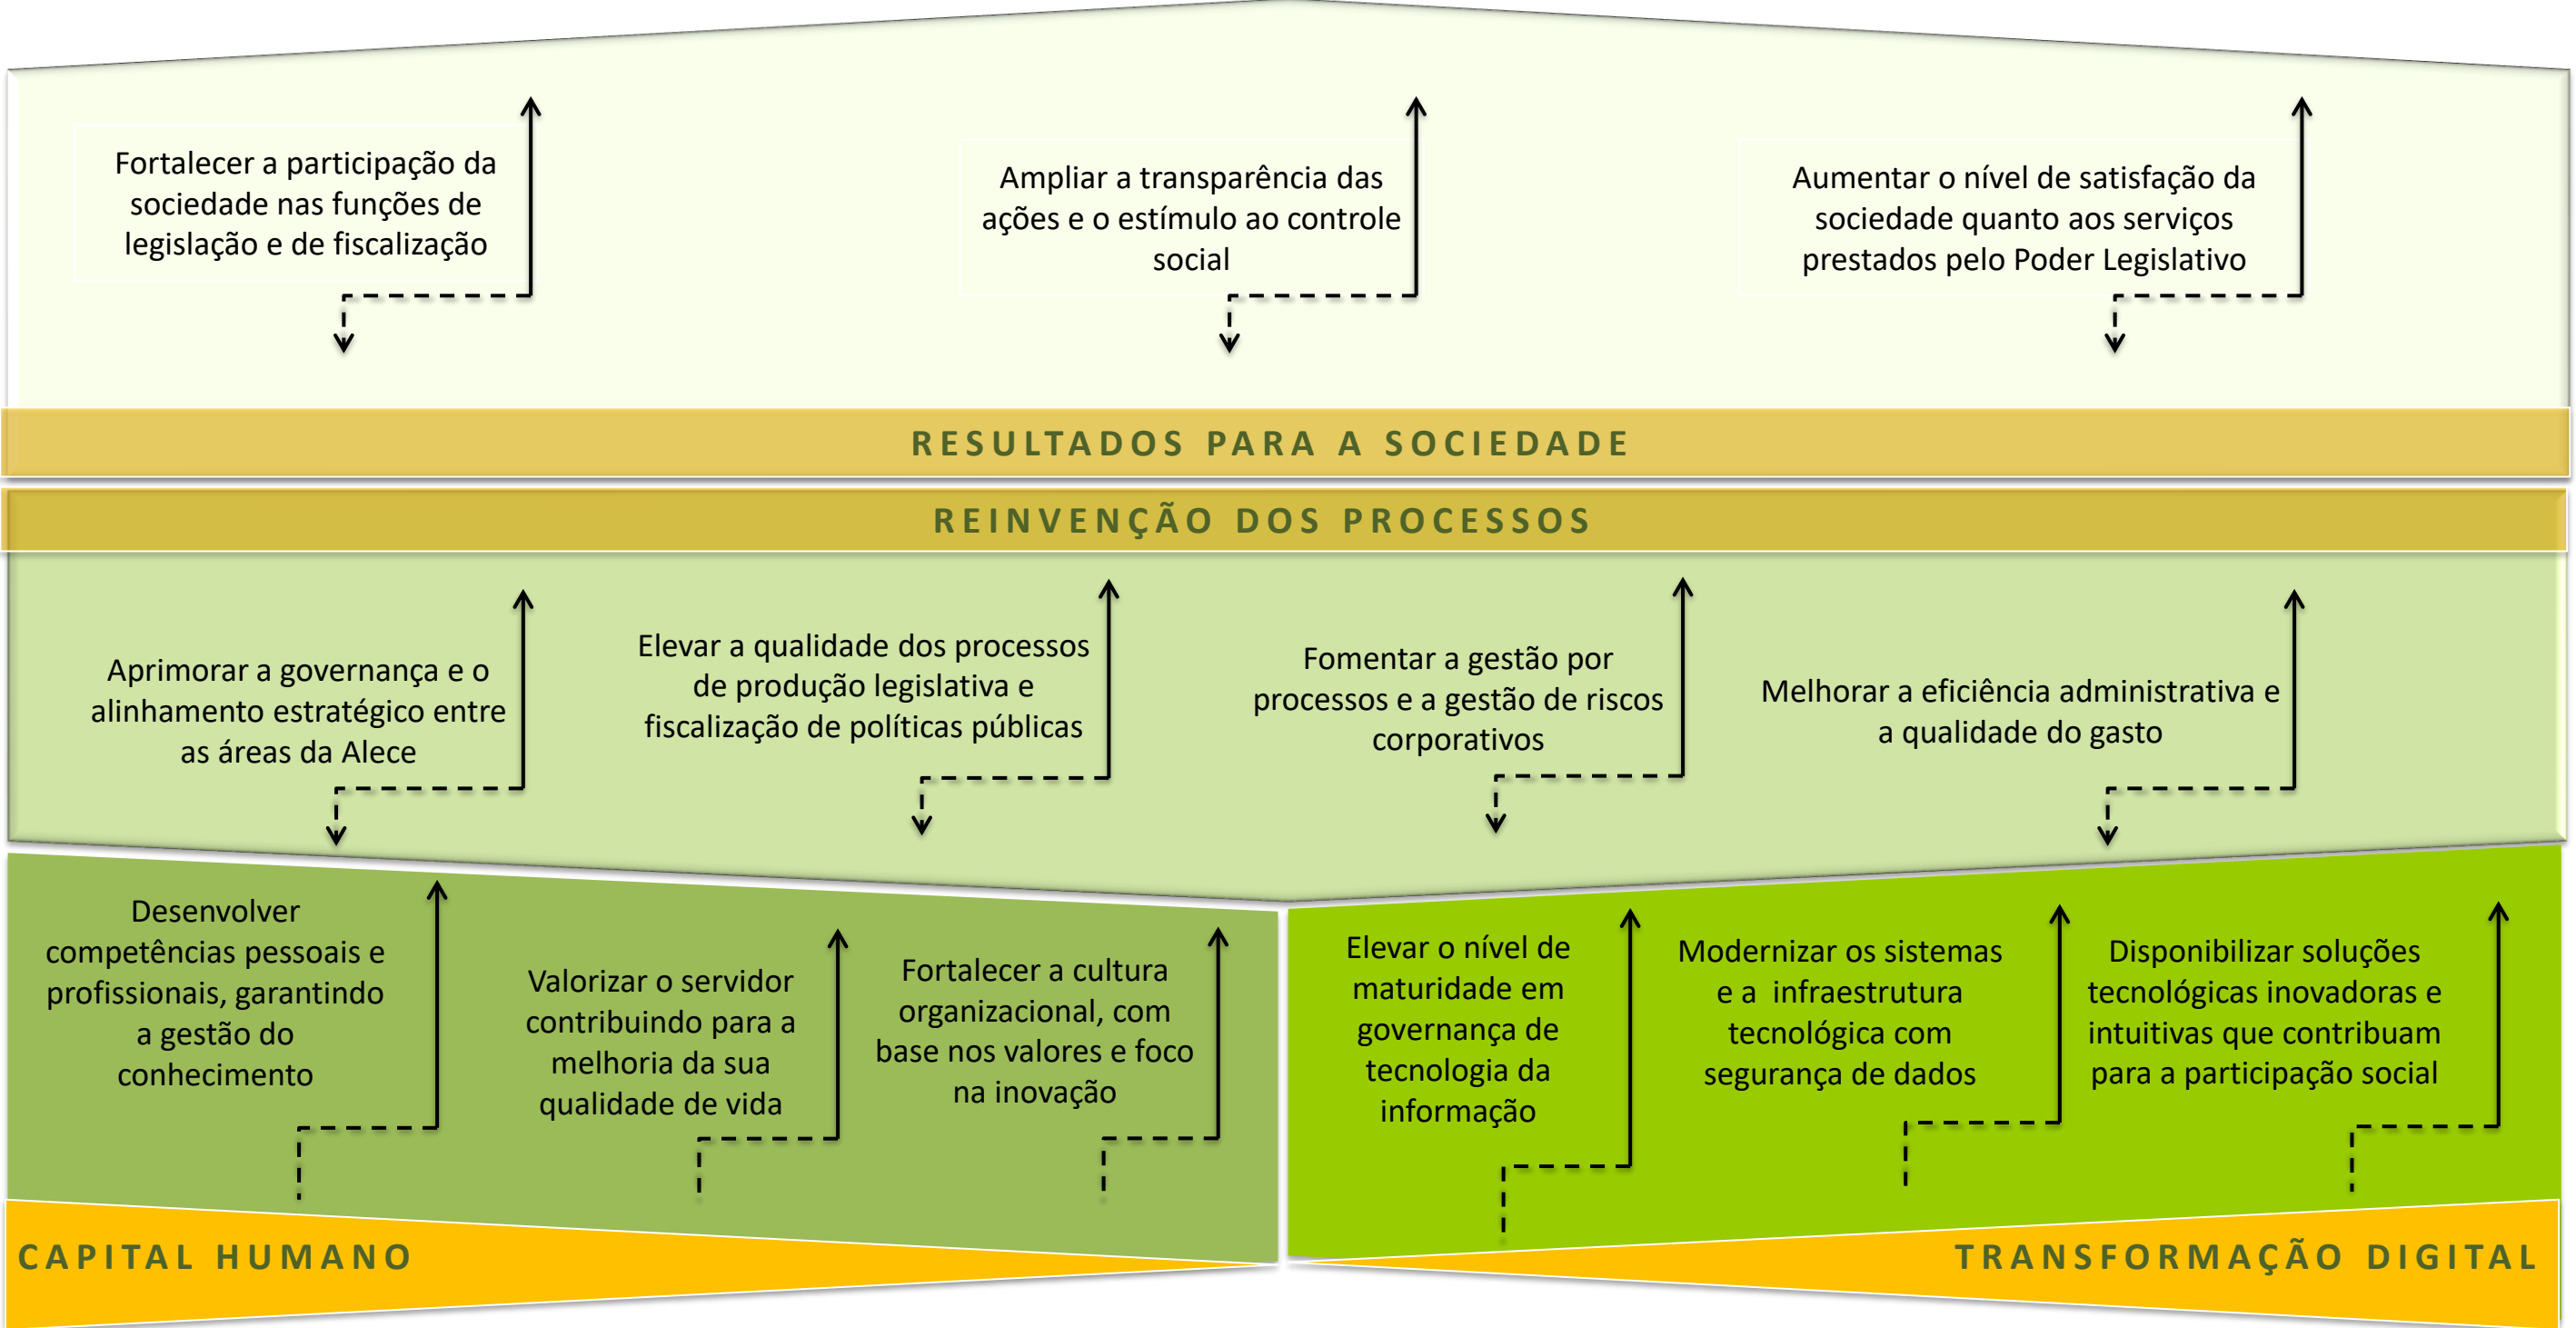 Fortalecer a participação da
sociedade nas funções de
legislação e de fiscalização
Ampliar a transparência das
ações e o estímulo ao controle
social
Aumentar o nível de satisfação da
sociedade quanto aos serviços
prestados pelo Poder Legislativo
RESULTADOS PARA A SOCIEDADE
REINVENÇÃO DOS PROCESSOS
Aprimorar a governança e o
alinhamento estratégico entre
as áreas da Alece
Elevar a qualidade dos processos
de produção legislativa e
fiscalização de políticas públicas
Fomentar a gestão por
processos e a gestão de riscos
corporativos
Melhorar a eficiência administrativa e
a qualidade do gasto
Desenvolver
competências pessoais e
profissionais, garantindo
a gestão do
conhecimento
Valorizar o servidor
contribuindo para a
melhoria da sua
qualidade de vida
Fortalecer a cultura
organizacional, com
base nos valores e foco
na inovação
Elevar o nível de
maturidade em
governança de
tecnologia da
informação
Modernizar os sistemas
e a infraestrutura
tecnológica com
segurança de dados
Disponibilizar soluções
tecnológicas inovadoras e
intuitivas que contribuam
para a participação social
CAPITAL HUMANO
TRANSFORMAÇÃO DIGITAL